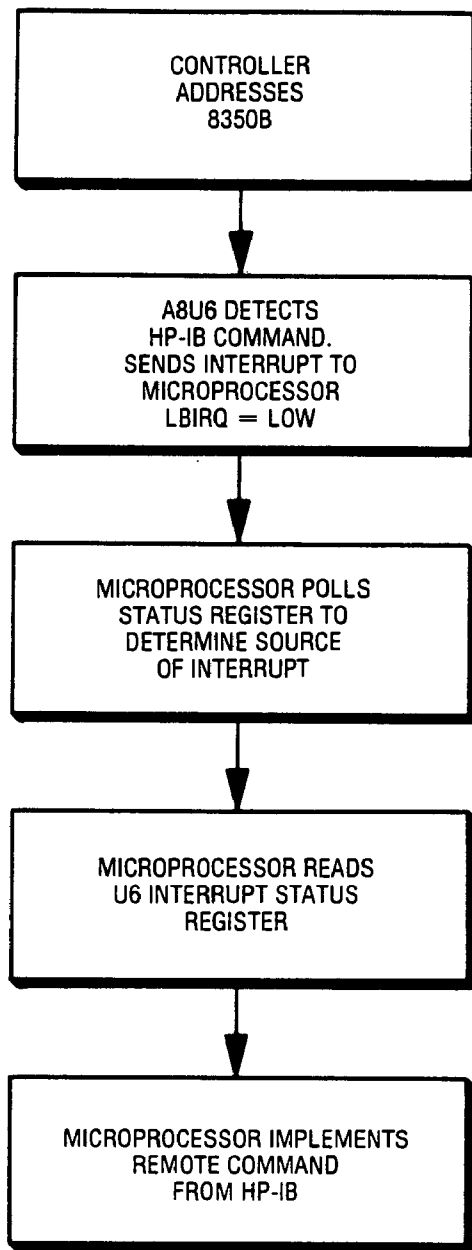 CONTROLLER
ADDRESSES
8350B
A8U6 DETECTS
HP-IB COMMAND.
SENDS INTERRUPT TO
MICROPROCESSOR
LBIRQ = LOW
MICROPROCESSOR POLLS
STATUS REGISTER TO
DETERMINE SOURCE
OF INTERRUPT
MICROPROCESSOR READS
U6 INTERRUPT STATUS
REGISTER
MICROPROCESSOR IMPLEMENTS
REMOTE COMMAND
FROM HP-IB